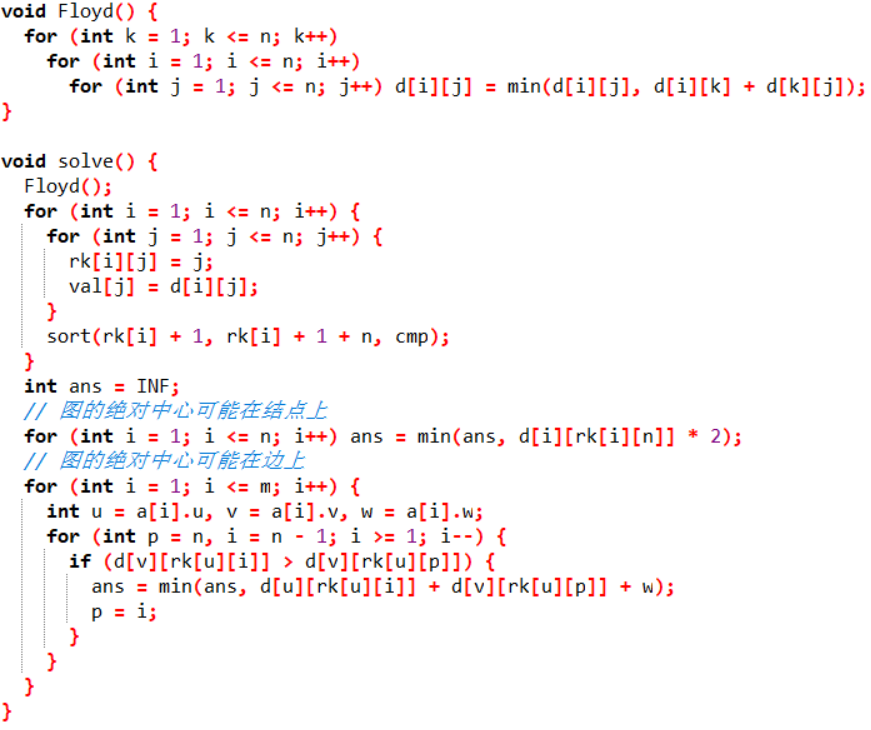 void Floyd() {
  for (int k = 1; k <= n; k++)
    for (int i = 1; i <= n; i++)
      for (int j = 1; j <= n; j++) d[i][j] = min(d[i][j], d[i][k] + d[k][j]);
}

void solve() {
  Floyd();
  for (int i = 1; i <= n; i++) {
    for (int j = 1; j <= n; j++) {
      rk[i][j] = j;
      val[j] = d[i][j];
    }
    sort(rk[i] + 1, rk[i] + 1 + n, cmp);
  }
  int ans = INF;
  // 图的绝对中心可能在结点上
  for (int i = 1; i <= n; i++) ans = min(ans, d[i][rk[i][n]] * 2);
  // 图的绝对中心可能在边上
  for (int i = 1; i <= m; i++) {
    int u = a[i].u, v = a[i].v, w = a[i].w;
    for (int p = n, i = n - 1; i >= 1; i--) {
      if (d[v][rk[u][i]] > d[v][rk[u][p]]) {
        ans = min(ans, d[u][rk[u][i]] + d[v][rk[u][p]] + w);
        p = i;
      }
    }
  }
}